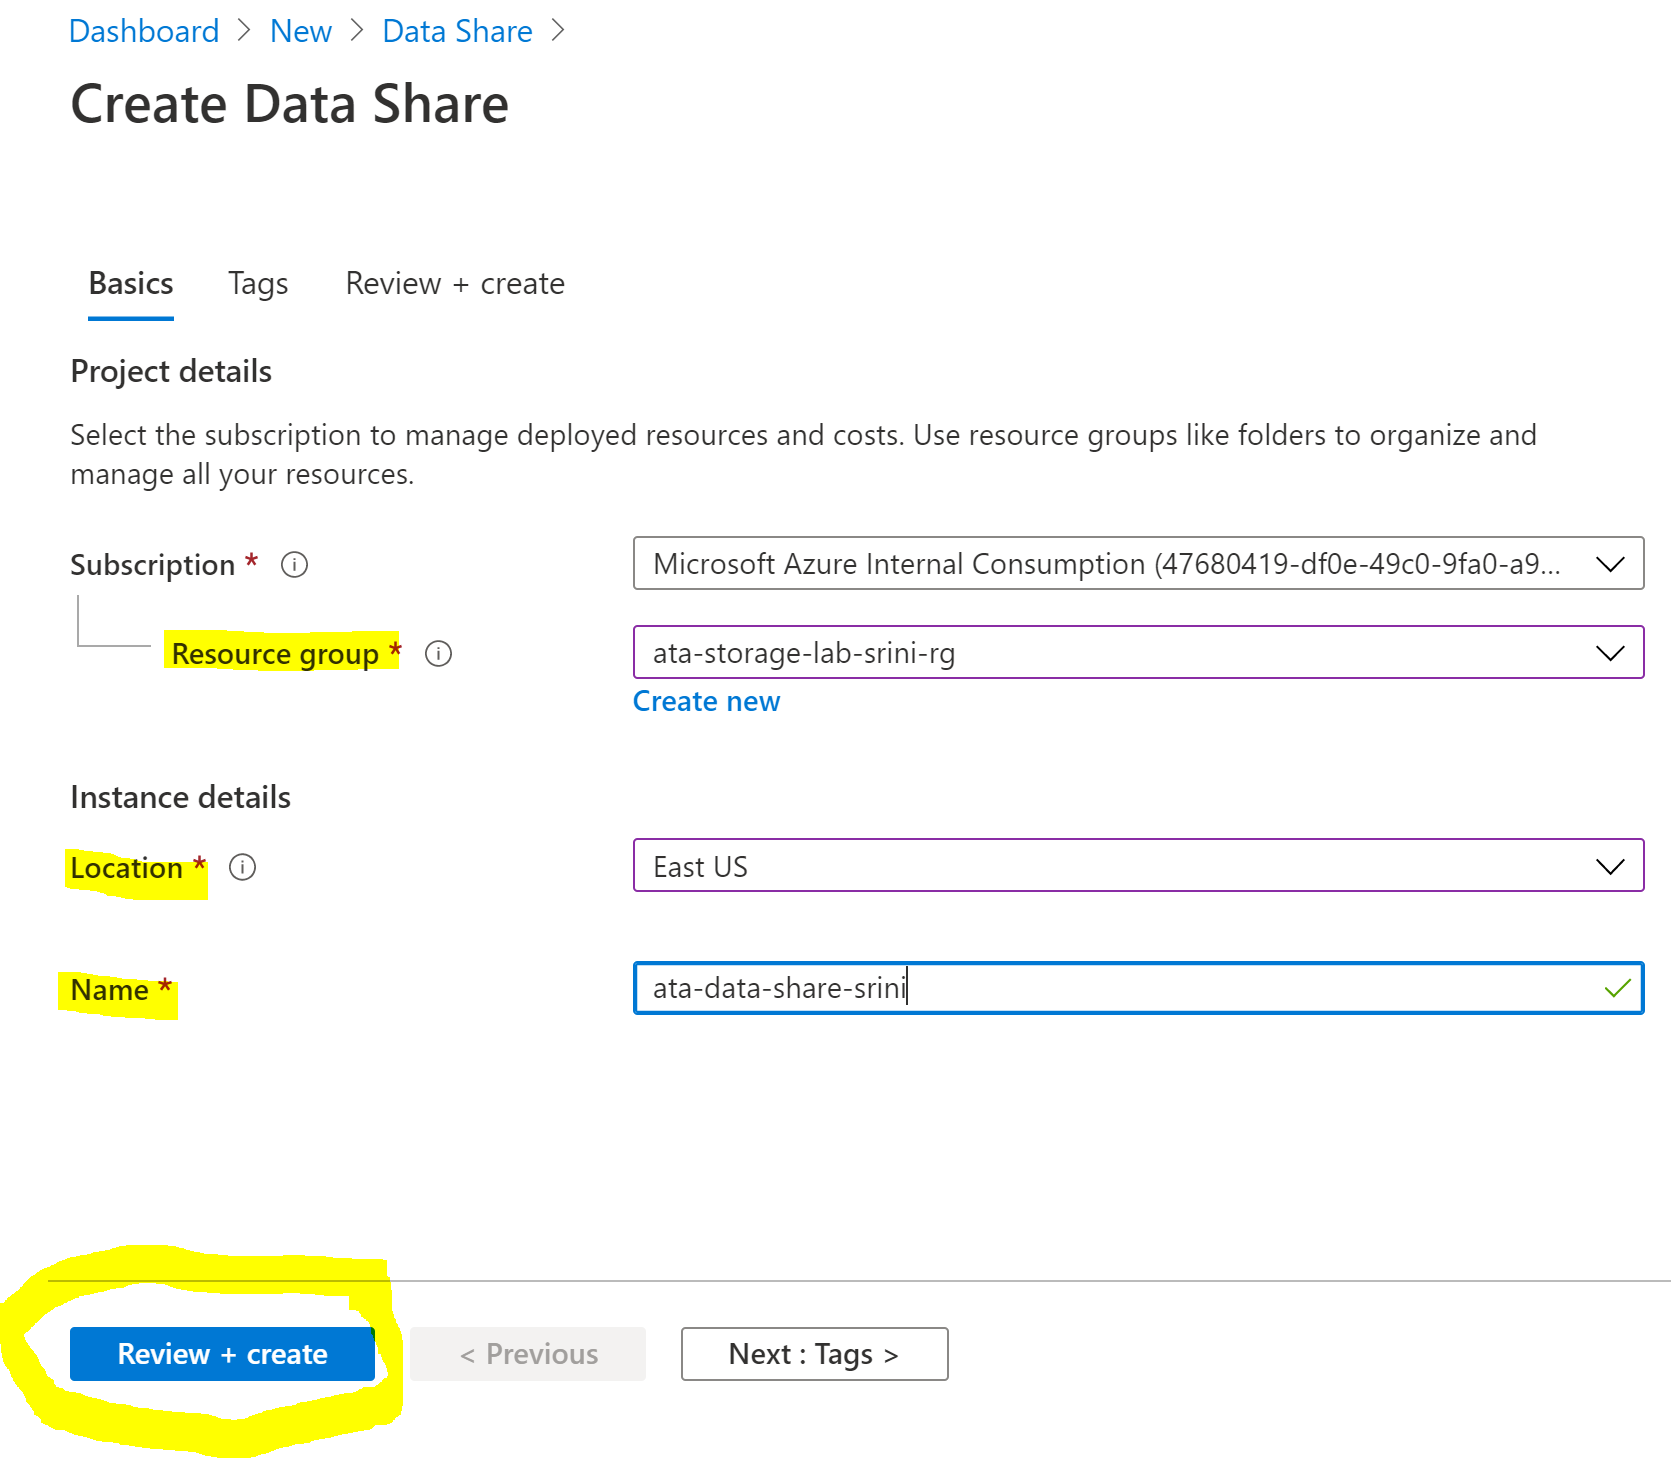 Dashboard > New > Data Share >
Create Data Share
Basics Tags Review + create
Project details
Select the subscription to manage deployed resources and costs. Use resource groups like folders to organize and
manage all your resources.
Subscription * Microsoft Azure Internal Consumption (47680419-df0e-49c0-9fa0-a9...
Resource group * ata-storage-lab-srini-rg
Create new
Instance details
Location * East US
Name * ata-data-share-srini
Review + create < Previous Next : Tags >